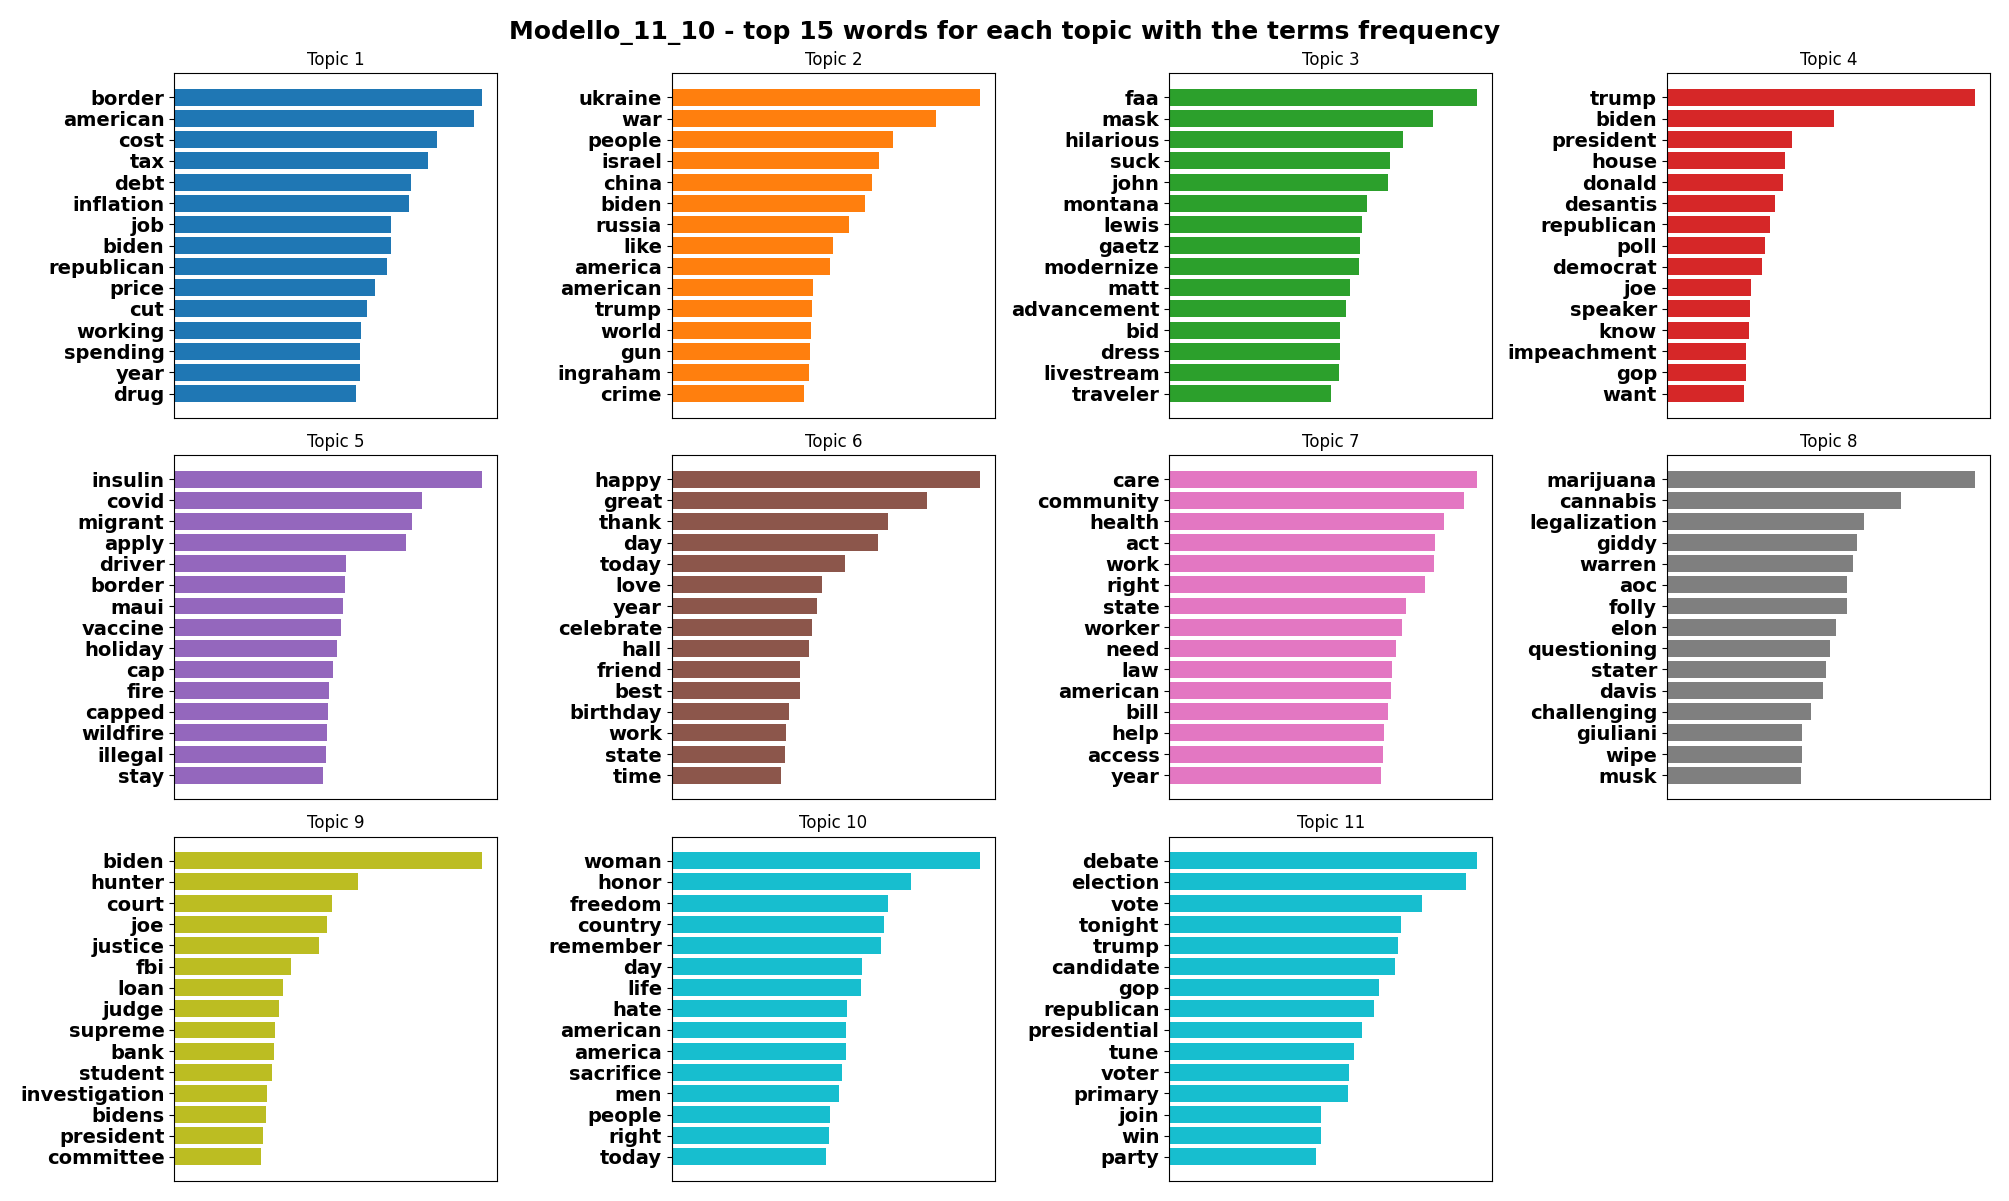 Modello_11_10 - top 15 words for each topic with the terms frequency
Topic 1
border
american
cost
tax
debt
inflation
job
biden
republican
price
cut
working
spending
year
drug
Topic 2
ukraine
war
people
israel
china
biden
russia
like
america
american
trump
world
gun
ingraham
crime
Topic 3
faa
mask
hilarious
suck
john
montana
lewis
gaetz
modernize
matt
advancement
bid
dress
livestream
traveler
Topic 4
trump
biden
president
house
donald
desantis
republican
poll
democrat
joe
speaker
know
impeachment
gop
want
Topic 5
insulin
covid
migrant
apply
driver
border
maui
vaccine
holiday
cap
fire
capped
wildfire
illegal
stay
Topic 6
happy
great
thank
day
today
love
year
celebrate
hall
friend
best
birthday
work
state
time
Topic 7
care
community
health
act
work
right
state
worker
need
law
american
bill
help
access
year
Topic 8
marijuana
cannabis
legalization
giddy
warren
aoc
folly
elon
questioning
stater
davis
challenging
giuliani
wipe
musk
Topic 9
biden
hunter
court
joe
justice
fbi
loan
judge
supreme
bank
student
investigation
bidens
president
committee
Topic 10
woman
honor
freedom
country
remember
day
life
hate
american
america
sacrifice
men
people
right
today
Topic 11
debate
election
vote
tonight
trump
candidate
gop
republican
presidential
tune
voter
primary
join
win
party